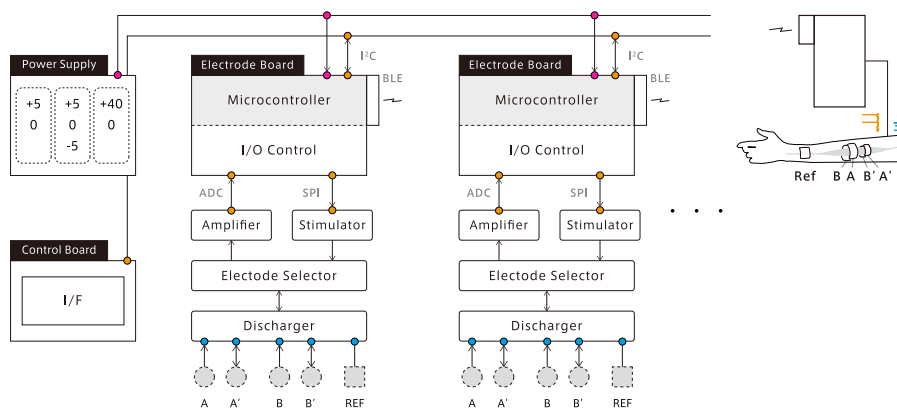 Power Supply
+5
0
+5
0
-5
+40
0
Control Board
I/F
Electrode Board
I²C
BLE
Microcontroller
I/O Control
ADC
SPI
Amplifier
Stimulator
Electode Selector
Discharger
A
A'
B
B'
REF
Electrode Board
I²C
BLE
Microcontroller
I/O Control
ADC
SPI
Amplifier
Stimulator
Electode Selector
Discharger
A
A'
B
B'
REF
. . .
Ref
B A B' A'